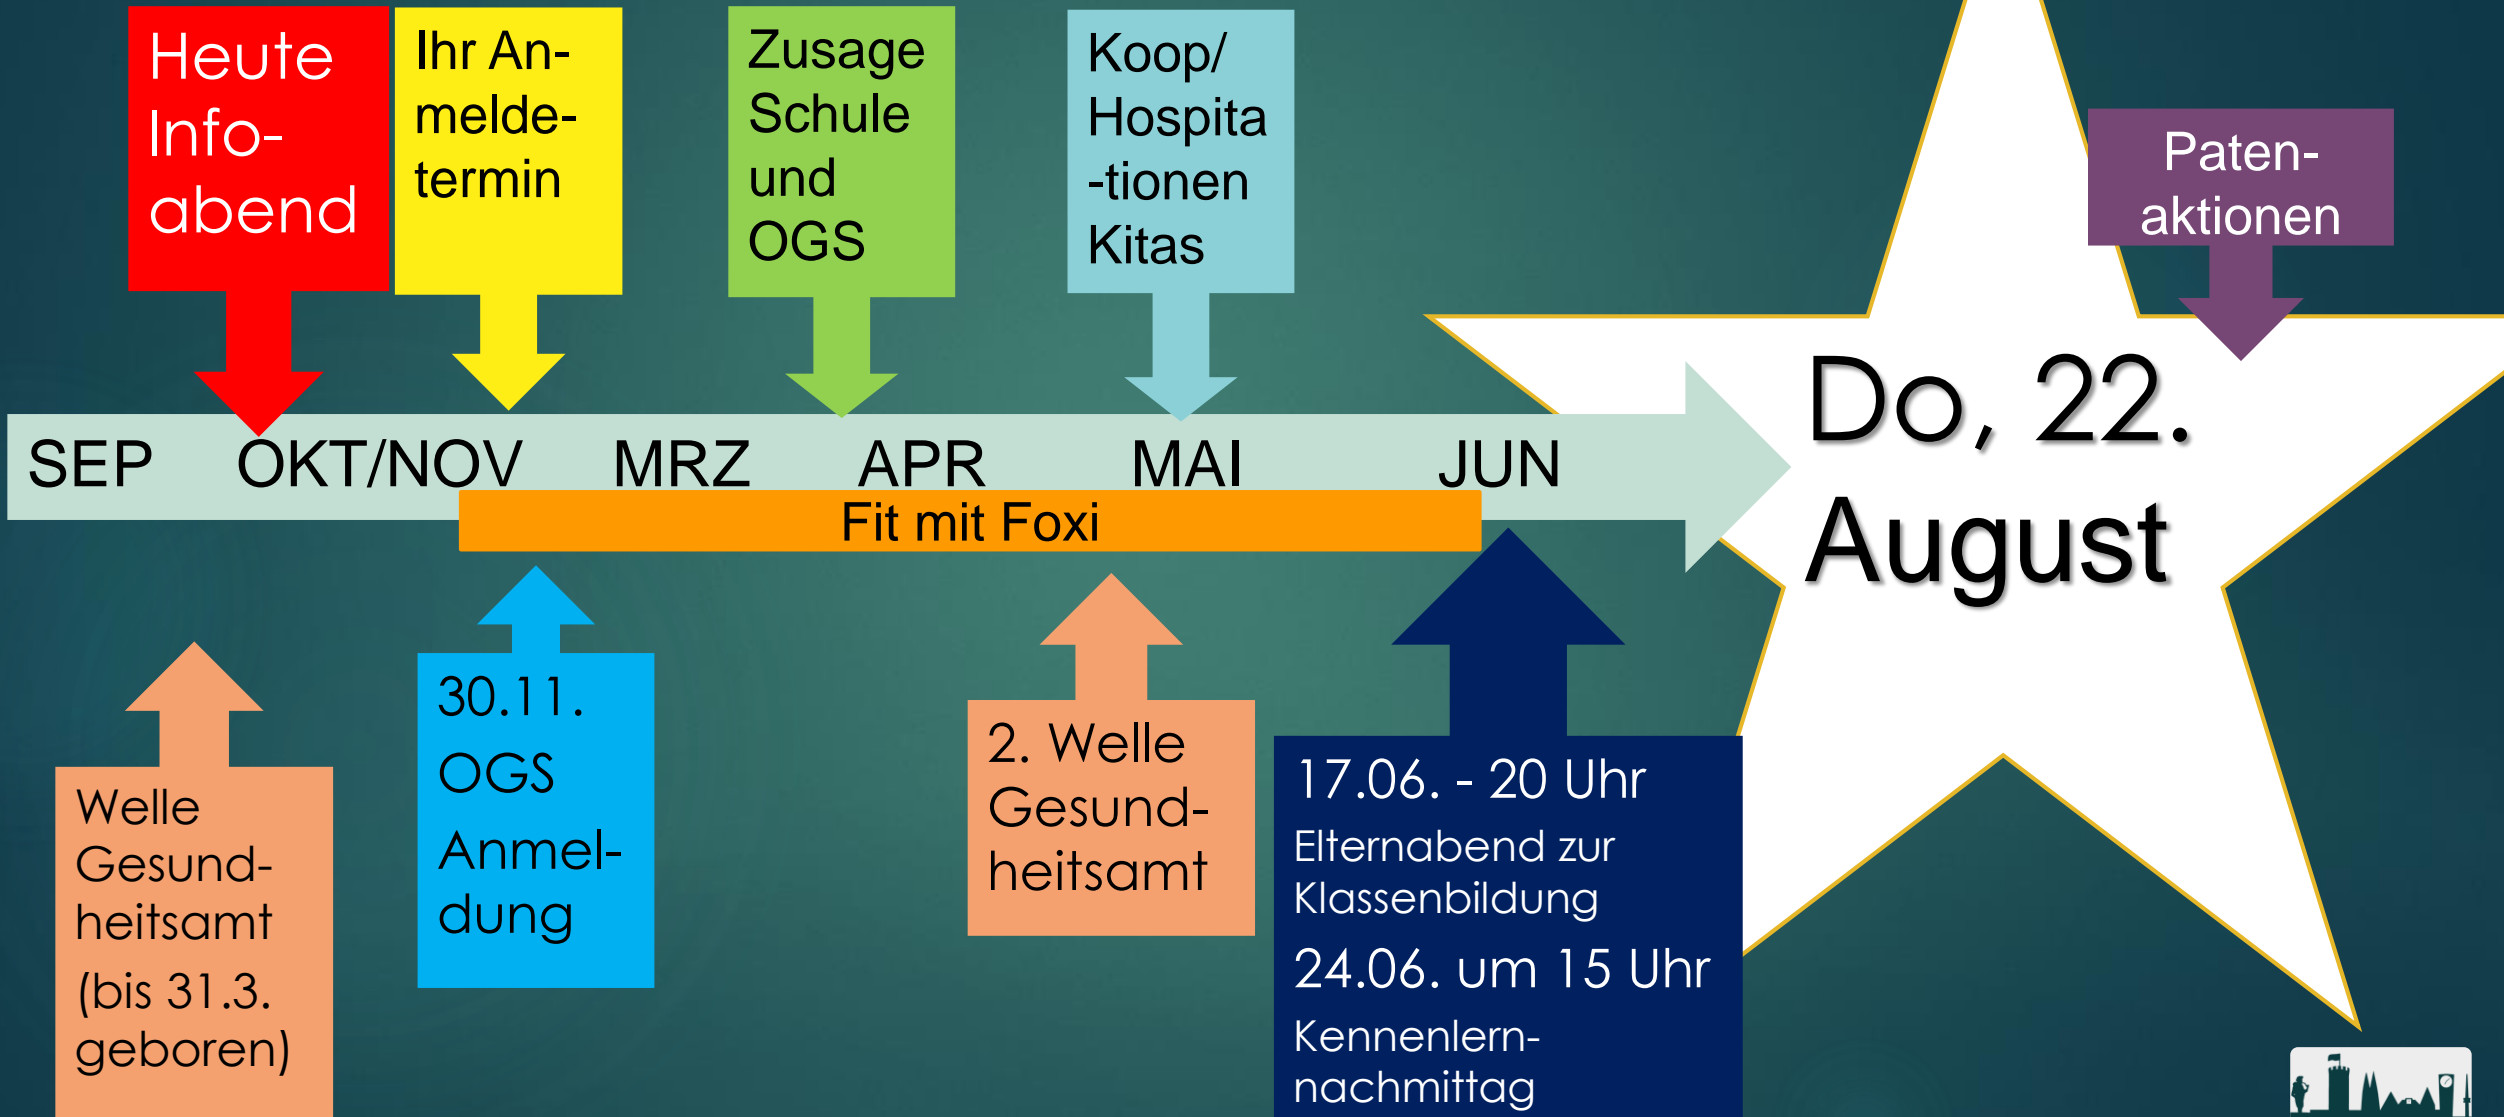 Heute
Info-
abend
Ihr An-
melde-
termin
Zusage
Schule
und
OGS
Koop/
Hospita
-tionen
Kitas
Paten-
aktionen
SEP OKT/NOV MRZ APR MAI JUN
Fit mit Foxi
Do, 22.
August
Welle
Gesund-
heitsamt
(bis 31.3.
geboren)
30.11.
OGS
Anmel-
dung
2. Welle
Gesund-
heitsamt
17.06. - 20 Uhr
Elternabend zur
Klassenbildung
24.06. um 15 Uhr
Kennenlern-
nachmittag